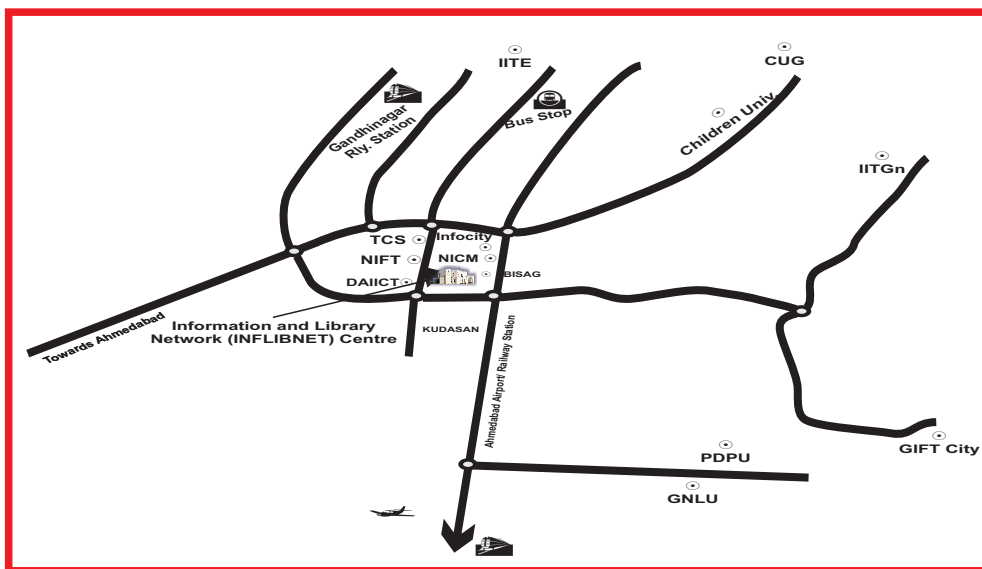 IITE
CUG
Gandhinagar
Rly. Station
Bus Stop
Children Univ.
IITGn
TCS
Infocity
NIFT
NICM
DAIICT
BISAG
Information and Library
Network (INFLIBNET) Centre
KUDASAN
Towards Ahmedabad
Ahmedabad Airport/ Railway Station
GIFT City
PDPU
GNLU